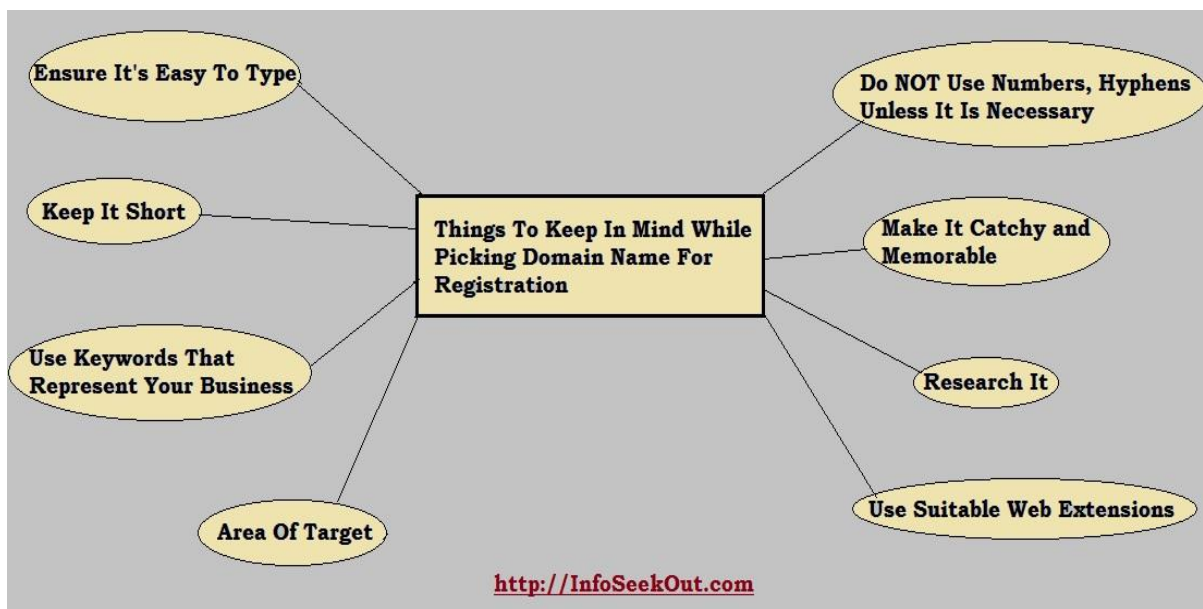 Ensure It's Easy To Type
Keep It Short
Use Keywords That
Represent Your Business
Area Of Target
Things To Keep In Mind While
Picking Domain Name For
Registration
Do NOT Use Numbers, Hyphens
Unless It Is Necessary
Make It Catchy and
Memorable
Research It
Use Suitable Web Extensions
http://InfoSeekOut.com